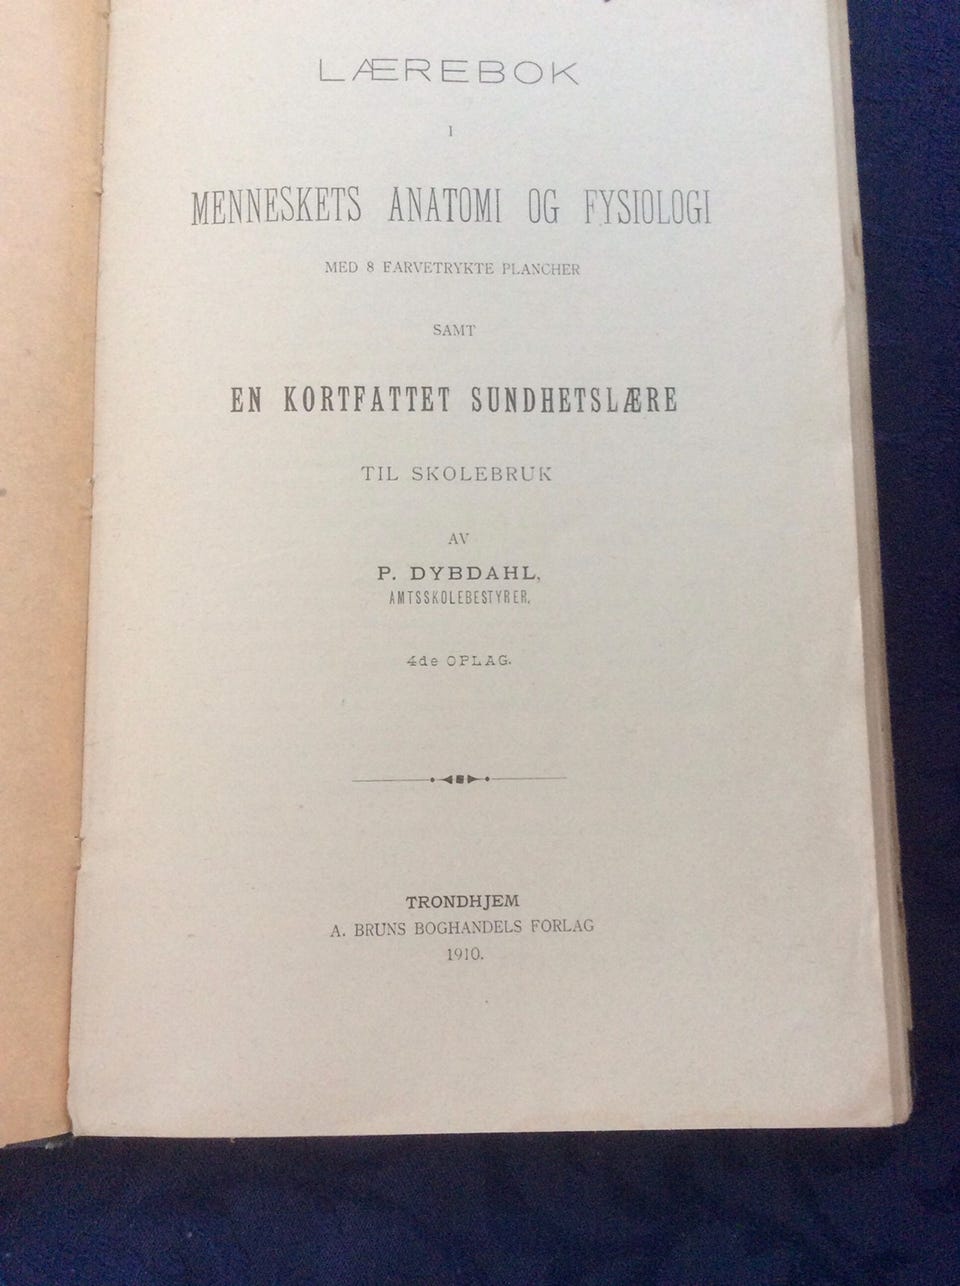 LÆREBOK
I
MENNESKETS ANATOMI OG FYSIOLOGI
MED 8 FARVETRYKTE PLANCHER
SAMT
EN KORTFATTET SUNDHETSLÆRE
TIL SKOLEBRUK
AV
P. DYBDAHL,
AMTSSKOLEBESTYRER.
4de OPLAG.
TRONDHJEM
A. BRUNS BOGHANDELS FORLAG
1910.